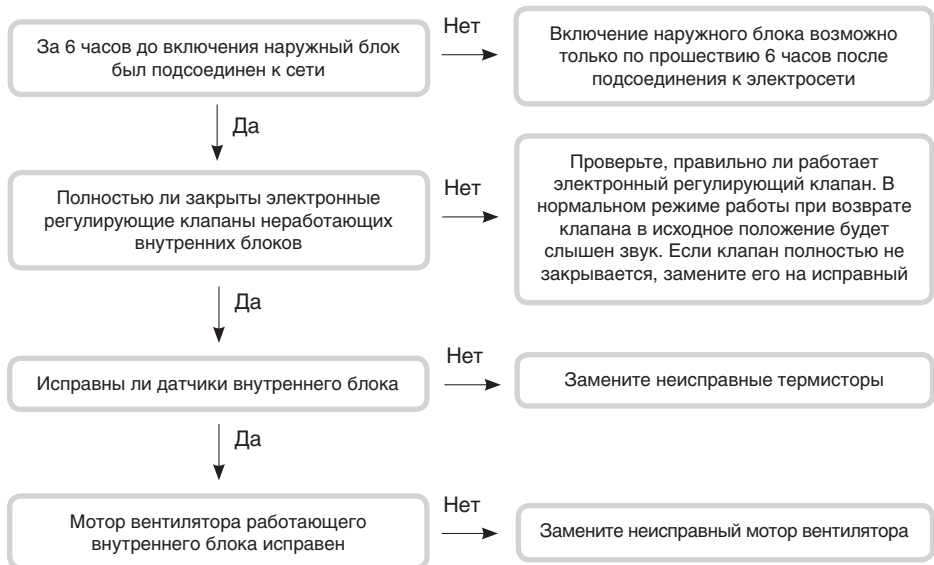 За 6 часов до включения наружный блок
был подсоединен к сети
Нет
Включение наружного блока возможно
только по прошествию 6 часов после
подсоединения к электросети
Да
Полностью ли закрыты электронные
регулирующие клапаны неработающих
внутренних блоков
Нет
Проверьте, правильно ли работает
электронный регулирующий клапан. В
нормальном режиме работы при возврате
клапана в исходное положение будет
слышен звук. Если клапан полностью не
закрывается, замените его на исправный
Да
Исправны ли датчики внутреннего блока
Нет
Замените неисправные термисторы
Да
Мотор вентилятора работающего
внутреннего блока исправен
Нет
Замените неисправный мотор вентилятора